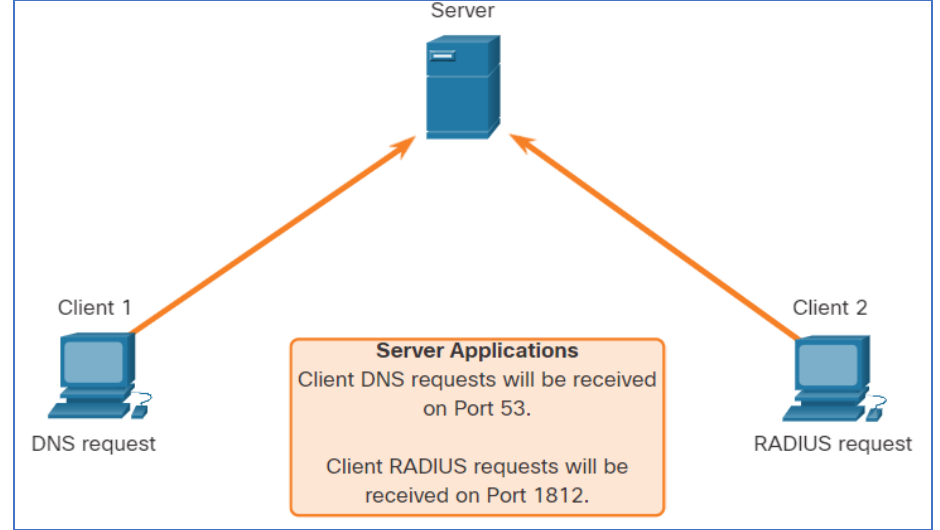 Server
Client 1
Client 2
Server Applications
Client DNS requests will be received
on Port 53.
Client RADIUS requests will be
received on Port 1812.
DNS request
RADIUS request